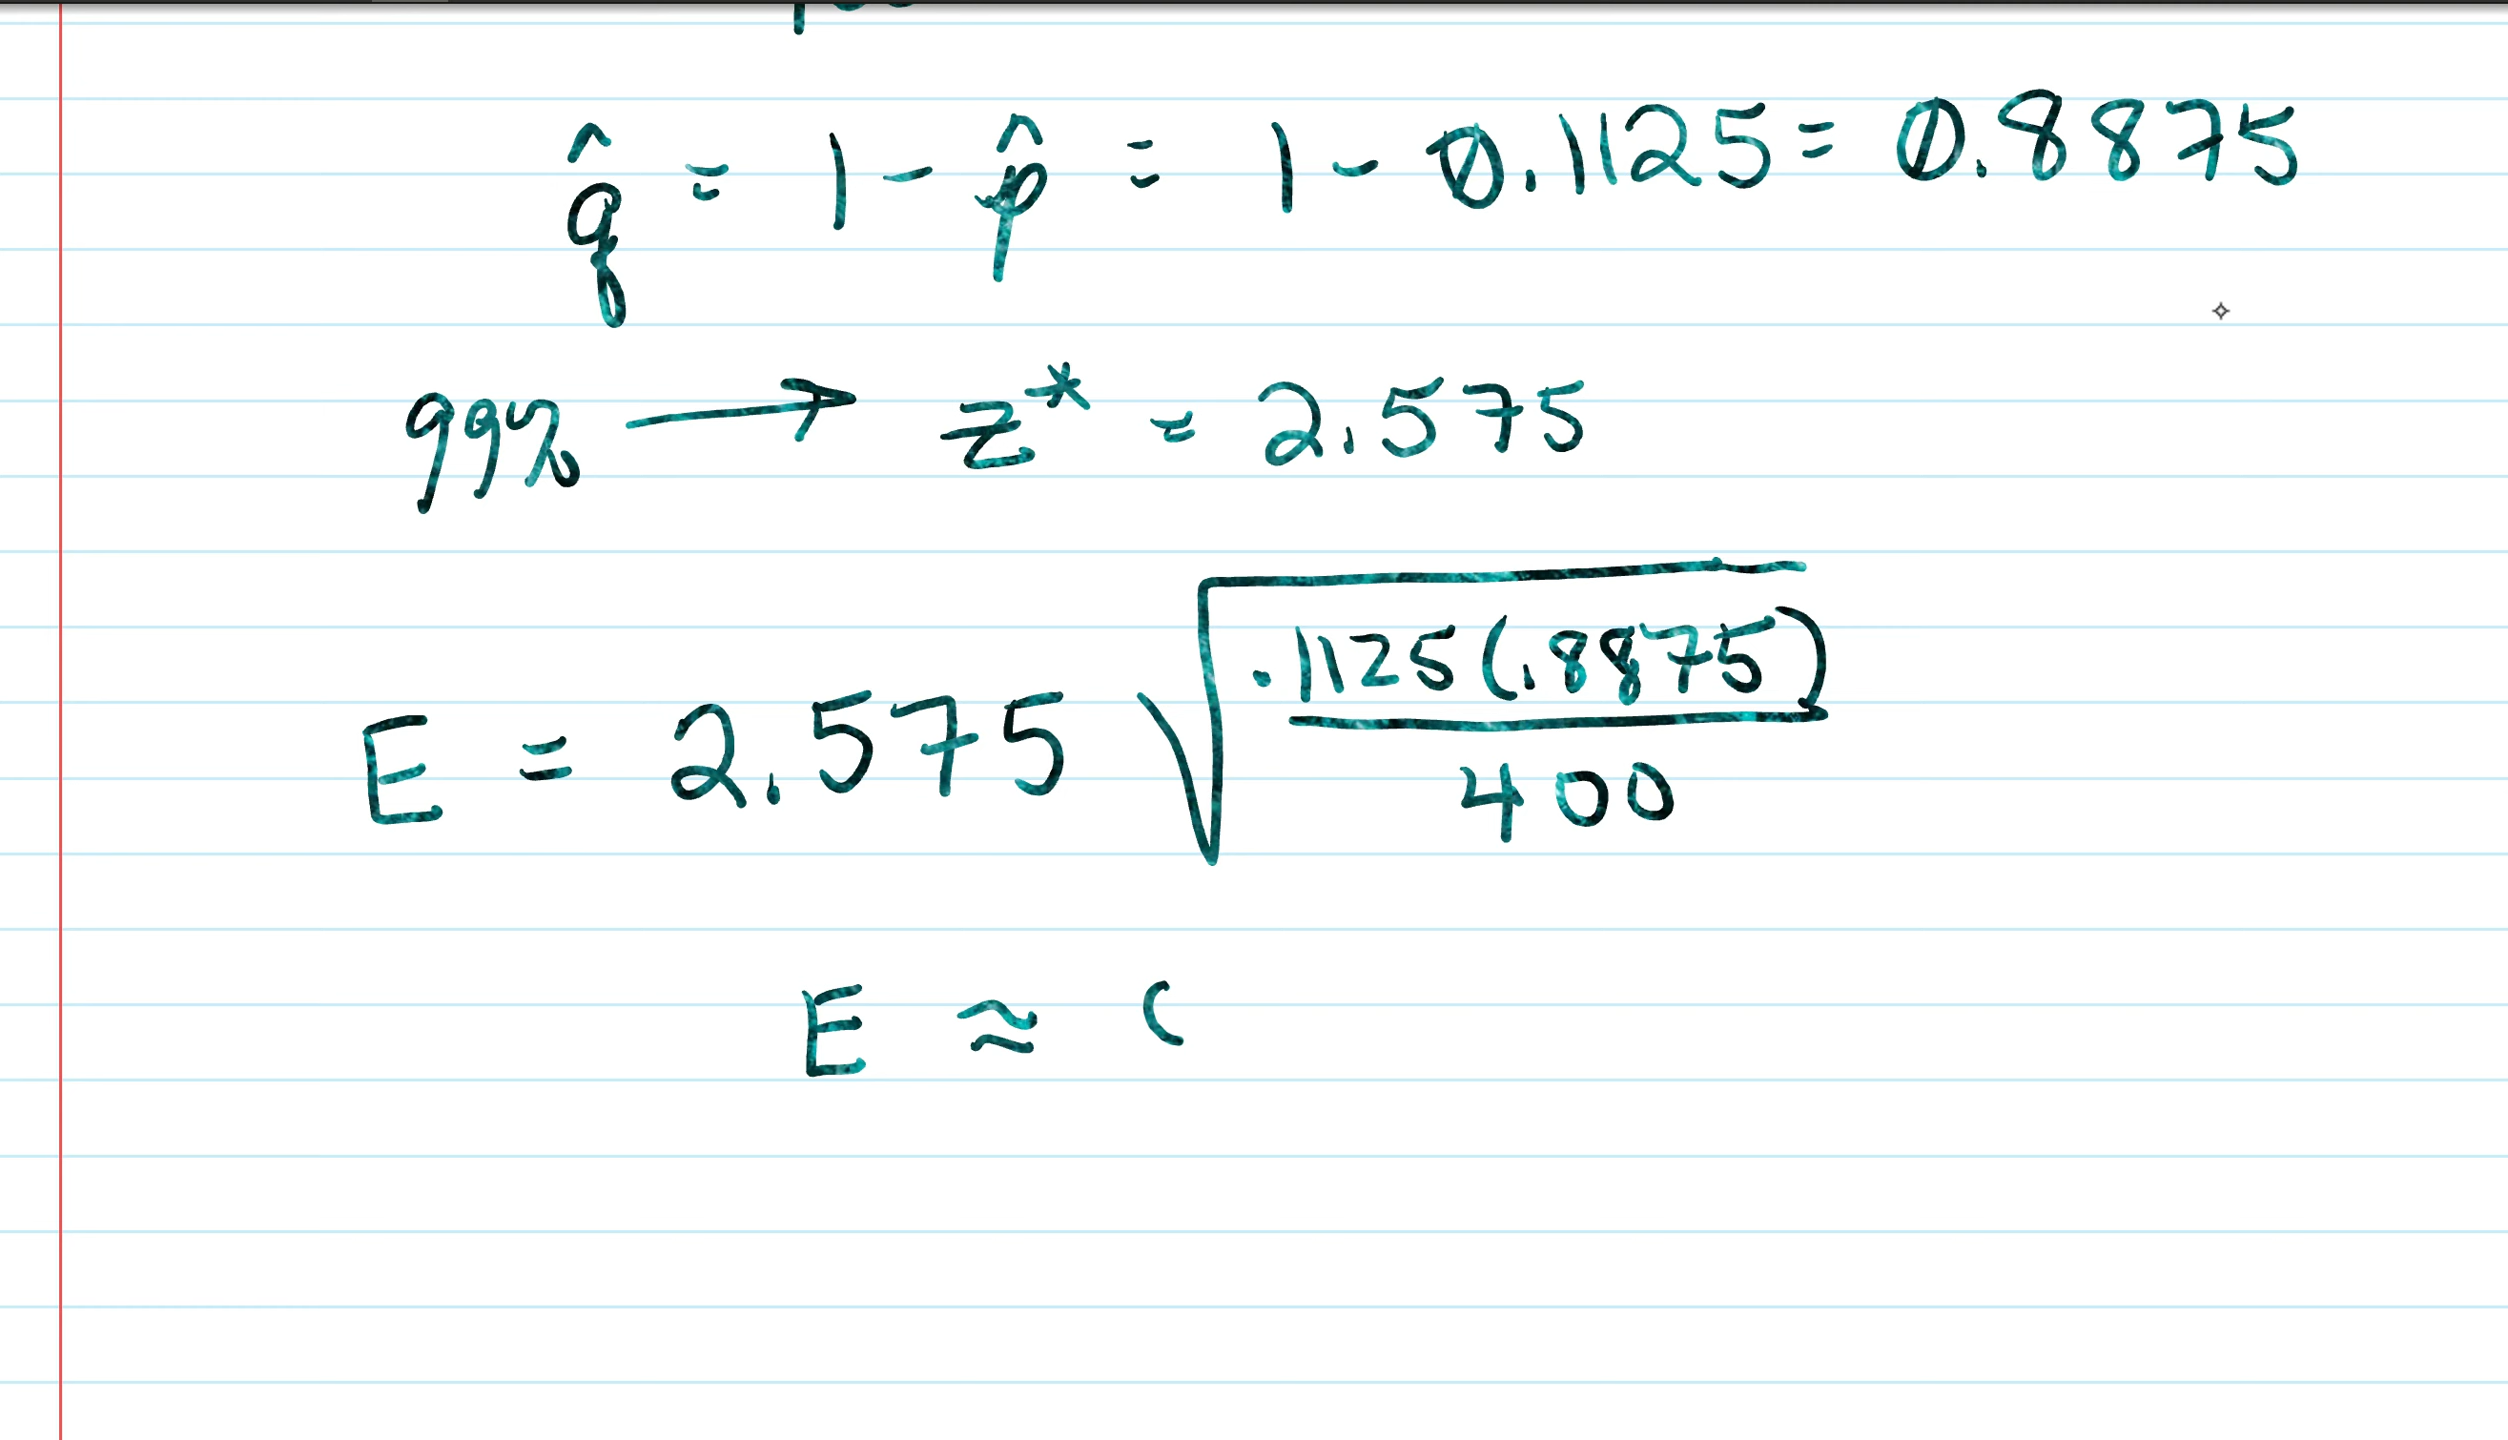 q̂ = 1 - p̂ = 1 - 0.1125 = 0.8875
99% → z* = 2.575
E = 2.575 √(.1125(.8875) / 400)
E ≈